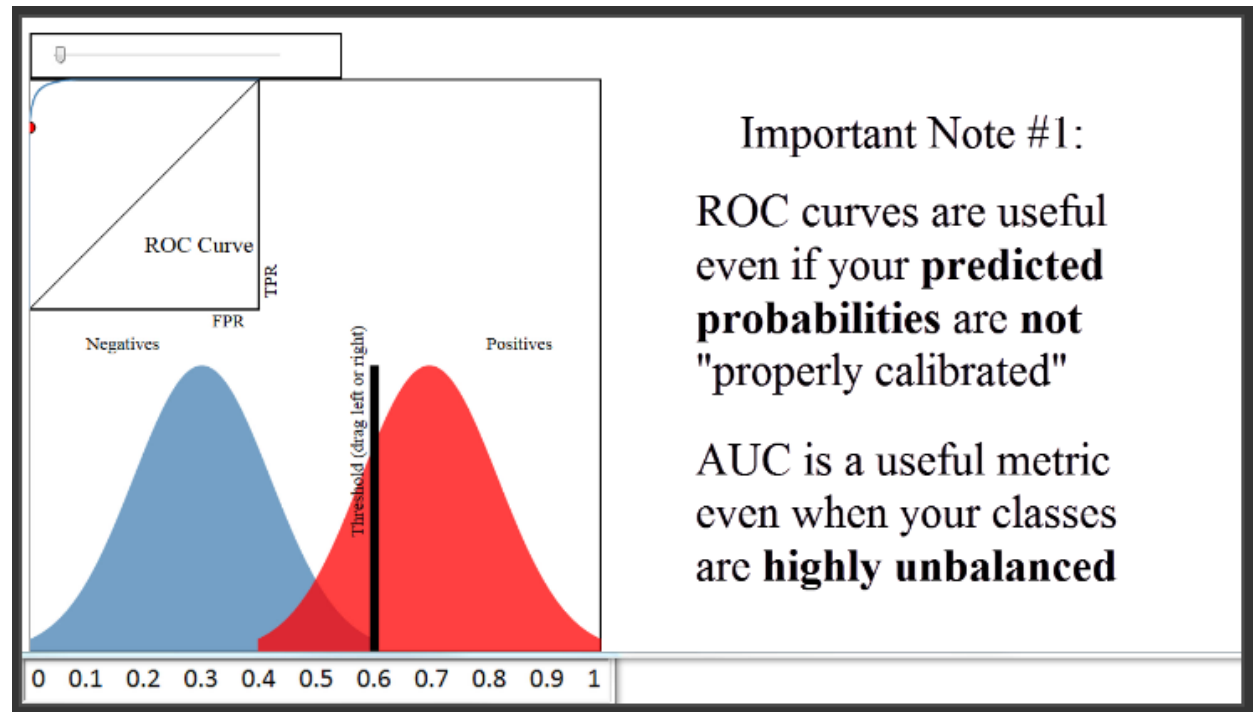 ROC Curve
TPR
FPR
Negatives
Positives
Threshold (drag left or right)
0 0.1 0.2 0.3 0.4 0.5 0.6 0.7 0.8 0.9 1
Important Note #1:
ROC curves are useful
even if your predicted
probabilities are not
"properly calibrated"
AUC is a useful metric
even when your classes
are highly unbalanced